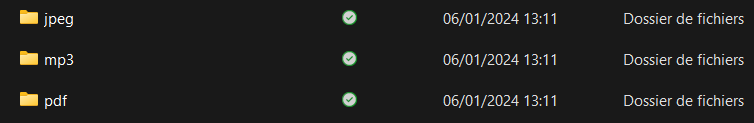 jpeg 06/01/2024 13:11 Dossier de fichiers
mp3 06/01/2024 13:11 Dossier de fichiers
pdf 06/01/2024 13:11 Dossier de fichiers